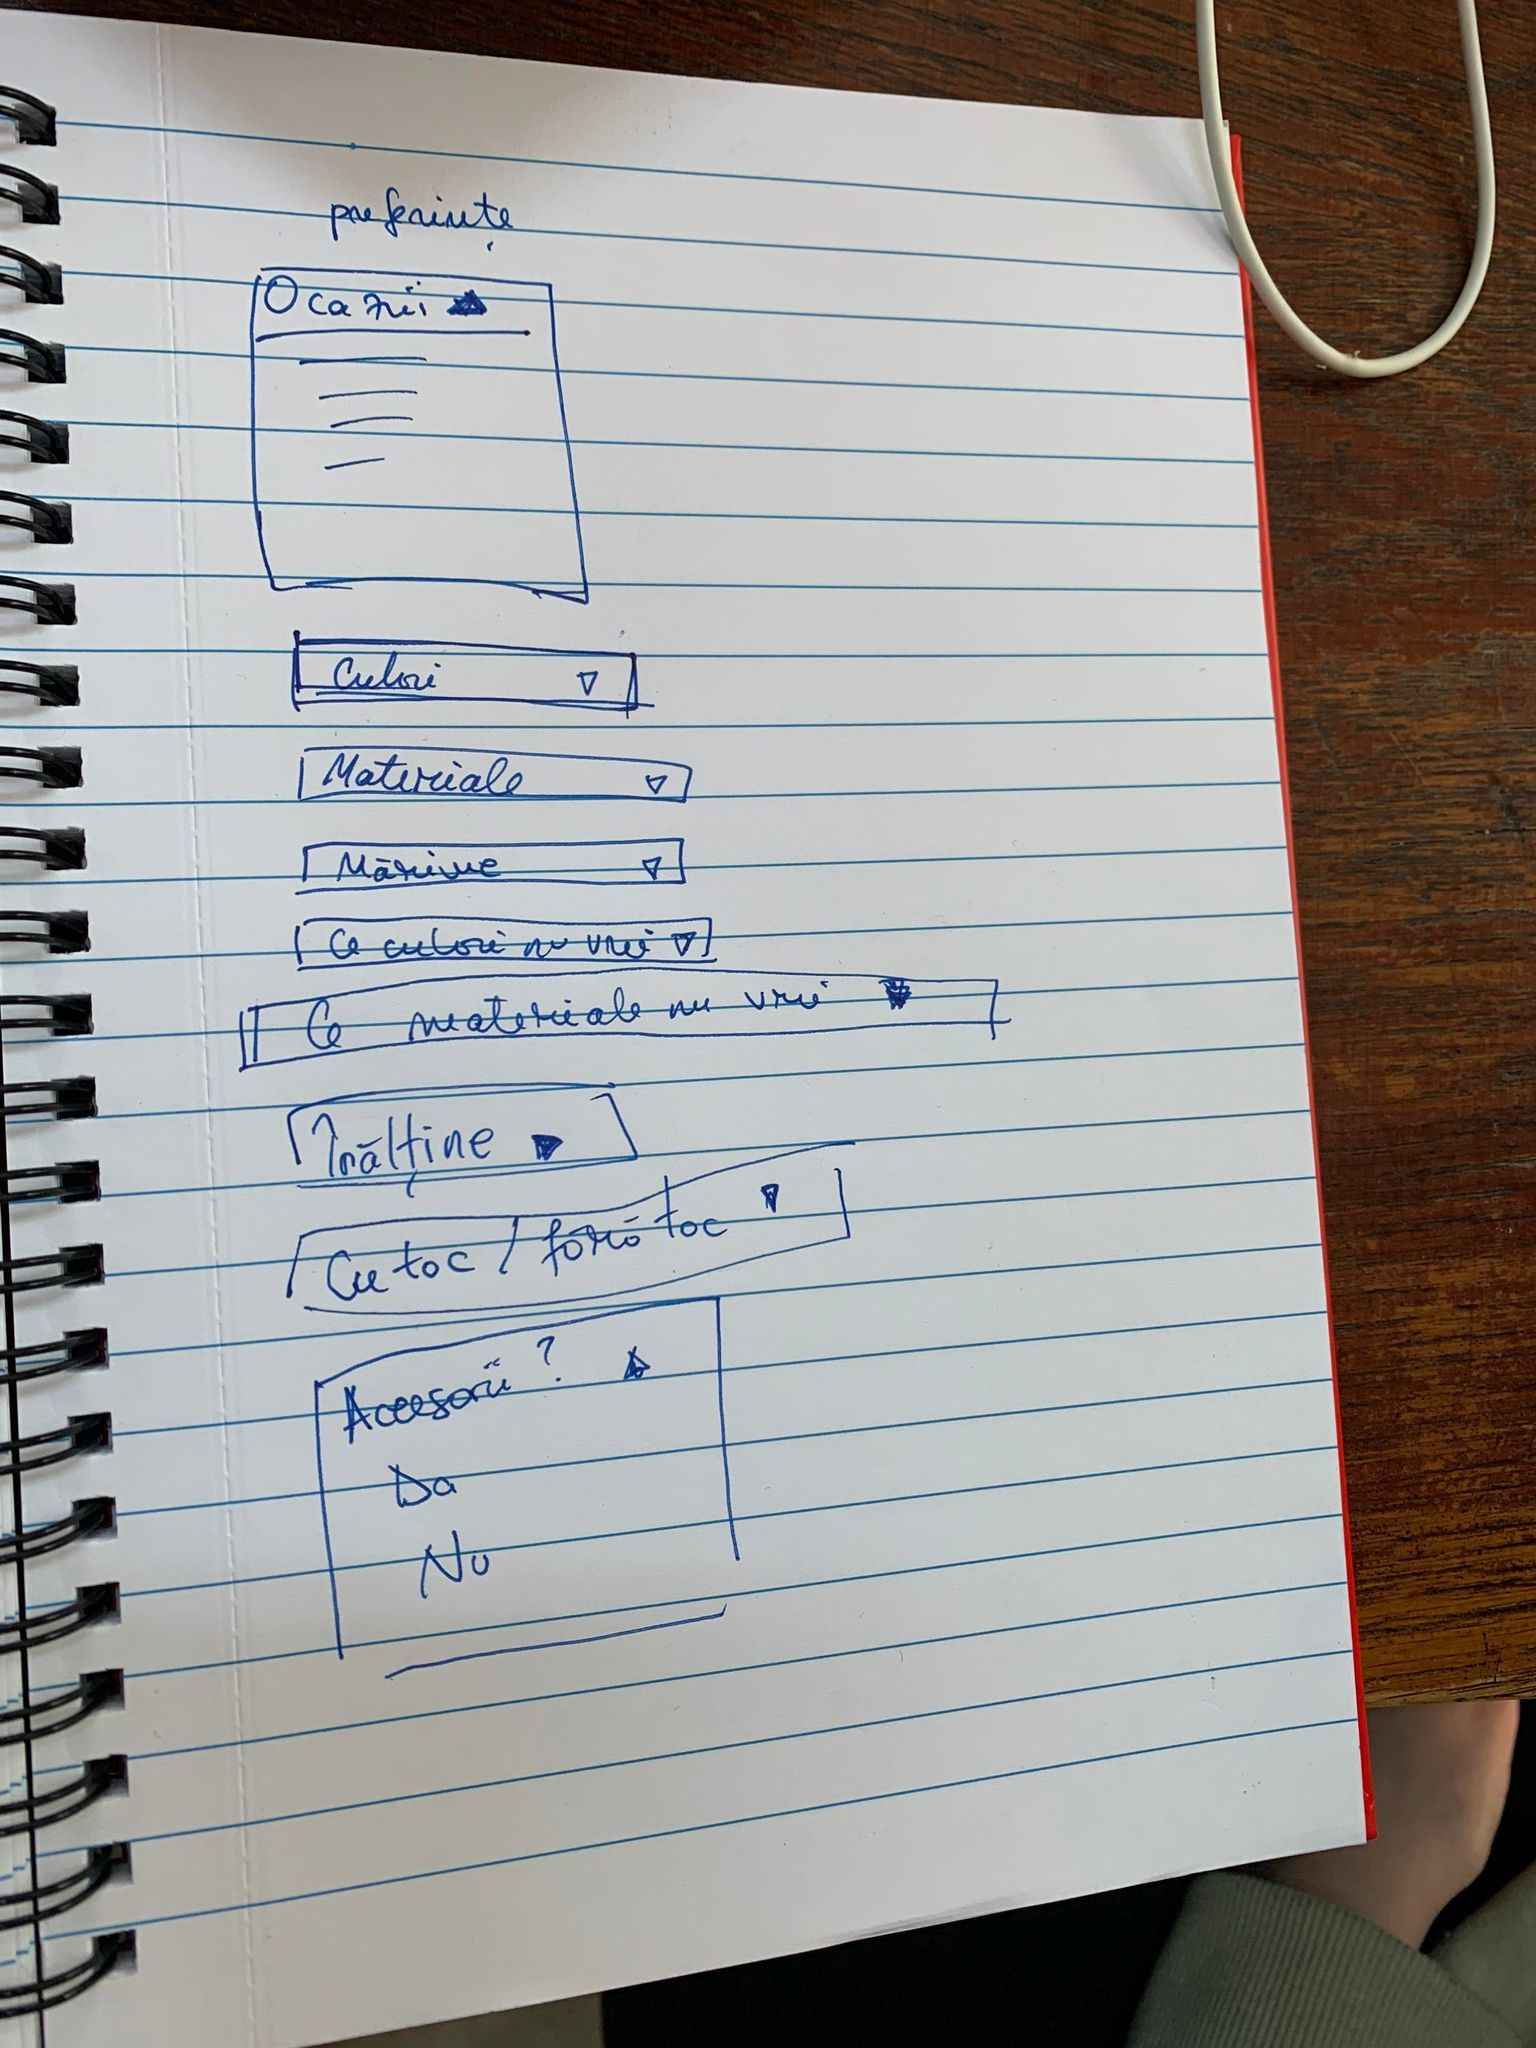 preferințe
Ocazii
Culori
Materiale
Mărime
Ce culori nu vrei
Ce materiale nu vrei
Înălține
Cu toc / fără toc
Accesorii ?
Da
Nu